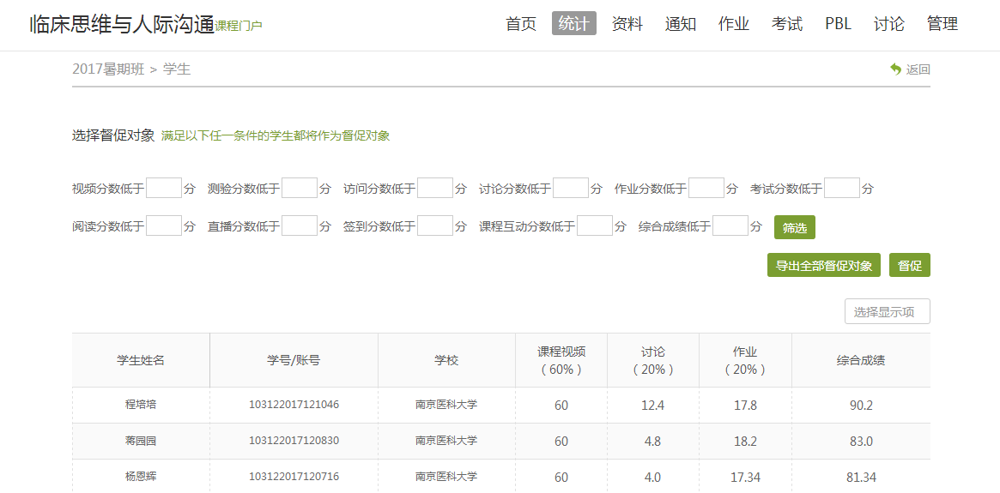 临床思维与人际沟通课程门户 首页 统计 资料 通知 作业 考试 PBL 讨论 管理
2017暑期班 > 学生 返回
选择督促对象 满足以下任一条件的学生都将作为督促对象
视频分数低于 分 测验分数低于 分 访问分数低于 分 讨论分数低于 分 作业分数低于 分 考试分数低于 分
阅读分数低于 分 直播分数低于 分 签到分数低于 分 课程互动分数低于 分 综合成绩低于 分 筛选
导出全部督促对象 督促
选择显示项
学生姓名 学号/账号 学校 课程视频（60%） 讨论（20%） 作业（20%） 综合成绩
程培培 103122017121046 南京医科大学 60 12.4 17.8 90.2
蒋园园 103122017120830 南京医科大学 60 4.8 18.2 83.0
杨恩辉 103122017120716 南京医科大学 60 4.0 17.34 81.34